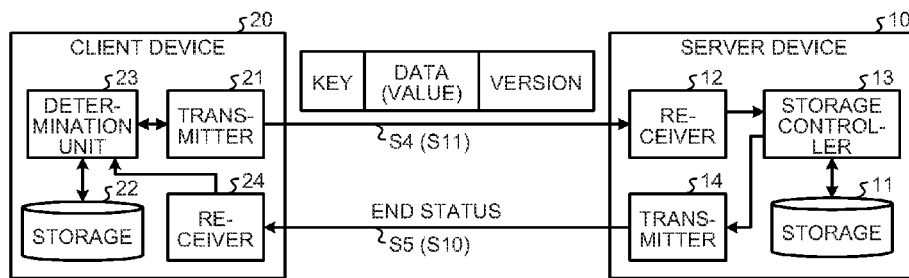 20
10
CLIENT DEVICE
SERVER DEVICE
23
21
KEY
DATA
(VALUE)
VERSION
12
13
DETER-
MINATION
UNIT
TRANS-
MITTER
S4 (S11)
RE-
CEIVER
STORAGE
CONTROL-
LER
22
STORAGE
24
RE-
CEIVER
END STATUS
S5 (S10)
14
TRANS-
MITTER
11
STORAGE